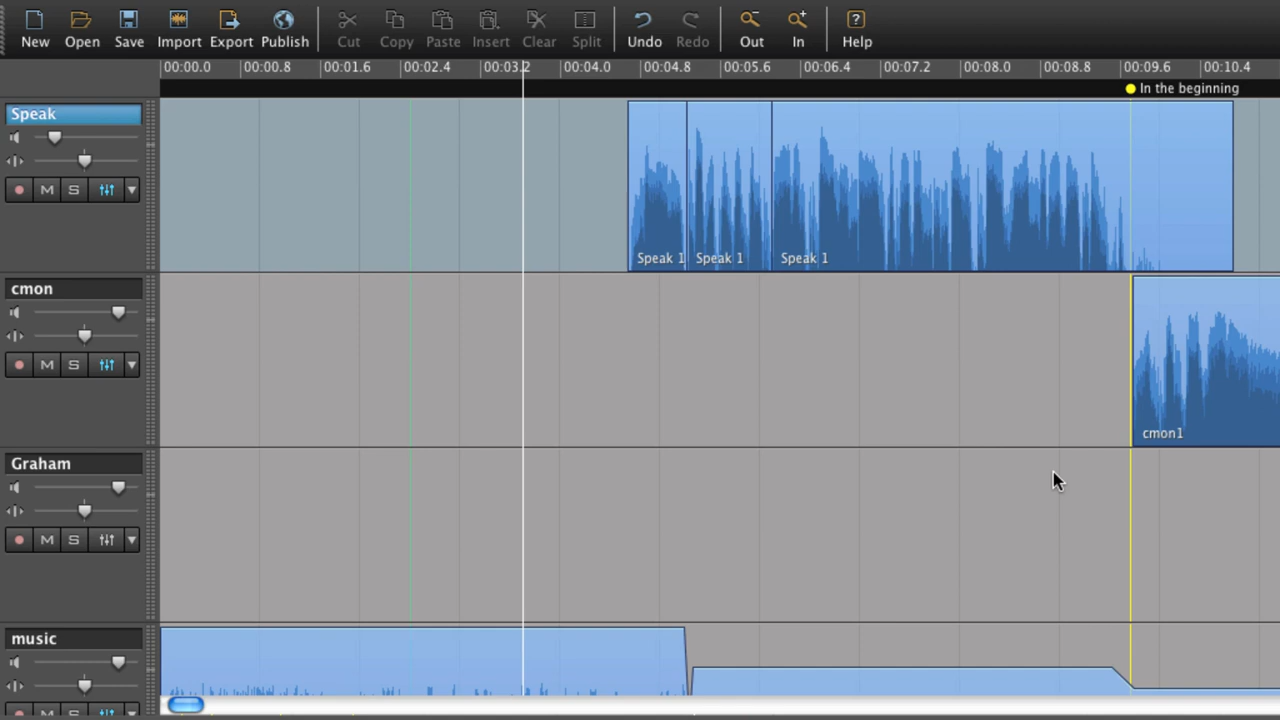 New Open Save Import Export Publish Cut Copy Paste Insert Clear Split Undo Redo Out In Help
00:00.0 00:00.8 00:01.6 00:02.4 00:03.2 00:04.0 00:04.8 00:05.6 00:06.4 00:07.2 00:08.0 00:08.8 00:09.6 00:10.4
In the beginning
Speak
M S
Speak 1 Speak 1 Speak 1
cmon
M S
cmon1
Graham
M S
music